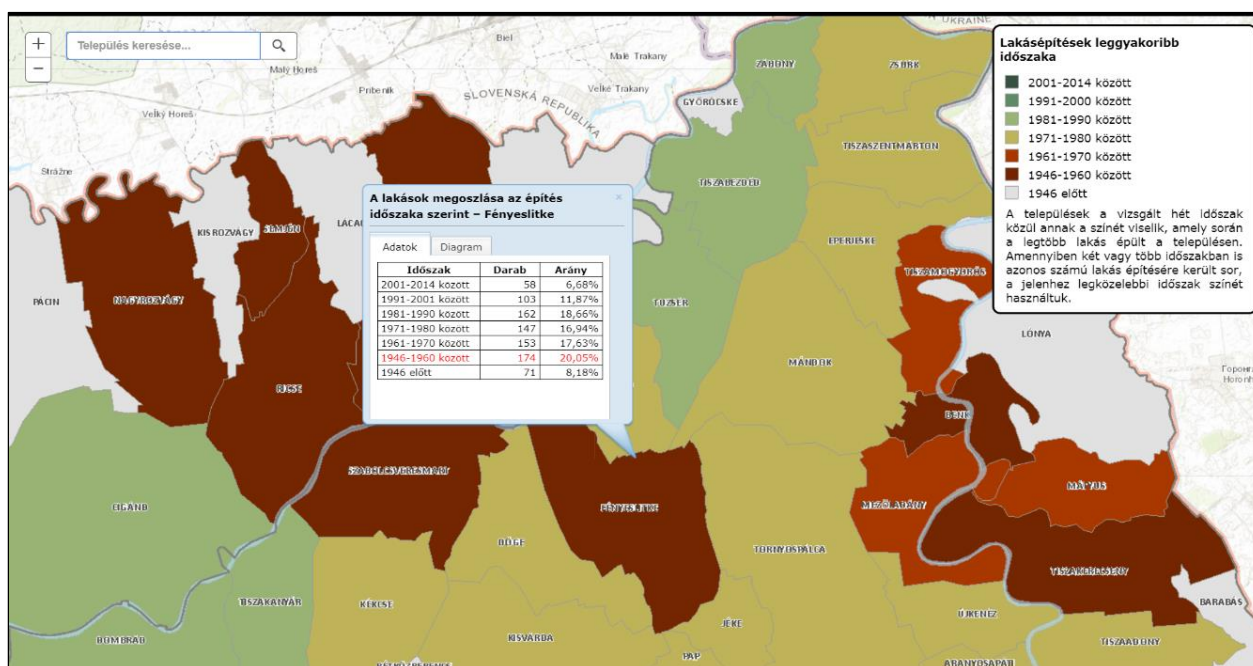 +
−
Település keresése...
Lakásépítések leggyakoribb
időszaka
2001-2014 között
1991-2000 között
1981-1990 között
1971-1980 között
1961-1970 között
1946-1960 között
1946 előtt
A települések a vizsgált hét időszak
közül annak a színét viselik, amely során
a legtöbb lakás épült a településen.
Amennyiben két vagy több időszakban is
azonos számú lakás építésére került sor,
a jelenhez legközelebbi időszak színét
használtuk.
A lakások megoszlása az építés
időszaka szerint – Fényeslitke
×
Adatok Diagram
Időszak Darab Arány
2001-2014 között 58 6,68%
1991-2001 között 103 11,87%
1981-1990 között 162 18,66%
1971-1980 között 147 16,94%
1961-1970 között 153 17,63%
1946-1960 között 174 20,05%
1946 előtt 71 8,18%
UKRAINE
Biel
Malé Trakany
Malý Horeš
Pribeník
SLOVENSKÁ REPUBLIKA
Veľké Trakany
Veľký Horeš
Strážne
ZÁHONY
ZSURK
GYŐRÖCSKE
TISZASZENTMÁRTON
TISZABEZDÉD
KISROZVÁGY
SEMJÉN
EPERJESKE
TISZAMOGYORÓS
PÁCIN
NAGYROZVÁGY
TUZSÉR
LÓNYA
MÁNDOK
RICSE
BENK
SZABOLCSVERESMART
MÁTYUS
CIGÁND
FÉNYESLITKE
MEZŐLADÁNY
DÖGE
TORNYOSPÁLCA
TISZAKERECSENY
TISZAKANYÁR
KÉKCSE
BARABÁS
ÚJKENÉZ
JÉKE
DOMBRÁD
KISVÁRDA
TISZAADONY
PAP
ARANYOSAPÁTI